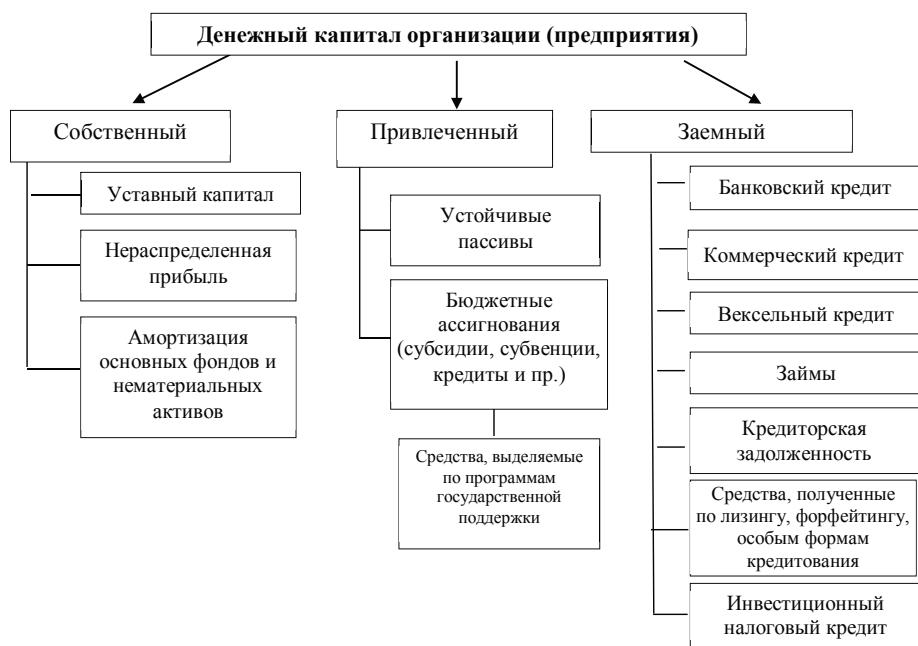 Денежный капитал организации (предприятия)
Собственный
Уставный капитал
Нераспределенная
прибыль
Амортизация
основных фондов и
нематериальных
активов
Привлеченный
Устойчивые
пассивы
Бюджетные
ассигнования
(субсидии, субвенции,
кредиты и пр.)
Средства, выделяемые
по программам
государственной
поддержки
Заемный
Банковский кредит
Коммерческий кредит
Вексельный кредит
Займы
Кредиторская
задолженность
Средства, полученные
по лизингу, форфейтингу,
особым формам
кредитования
Инвестиционный
налоговый кредит